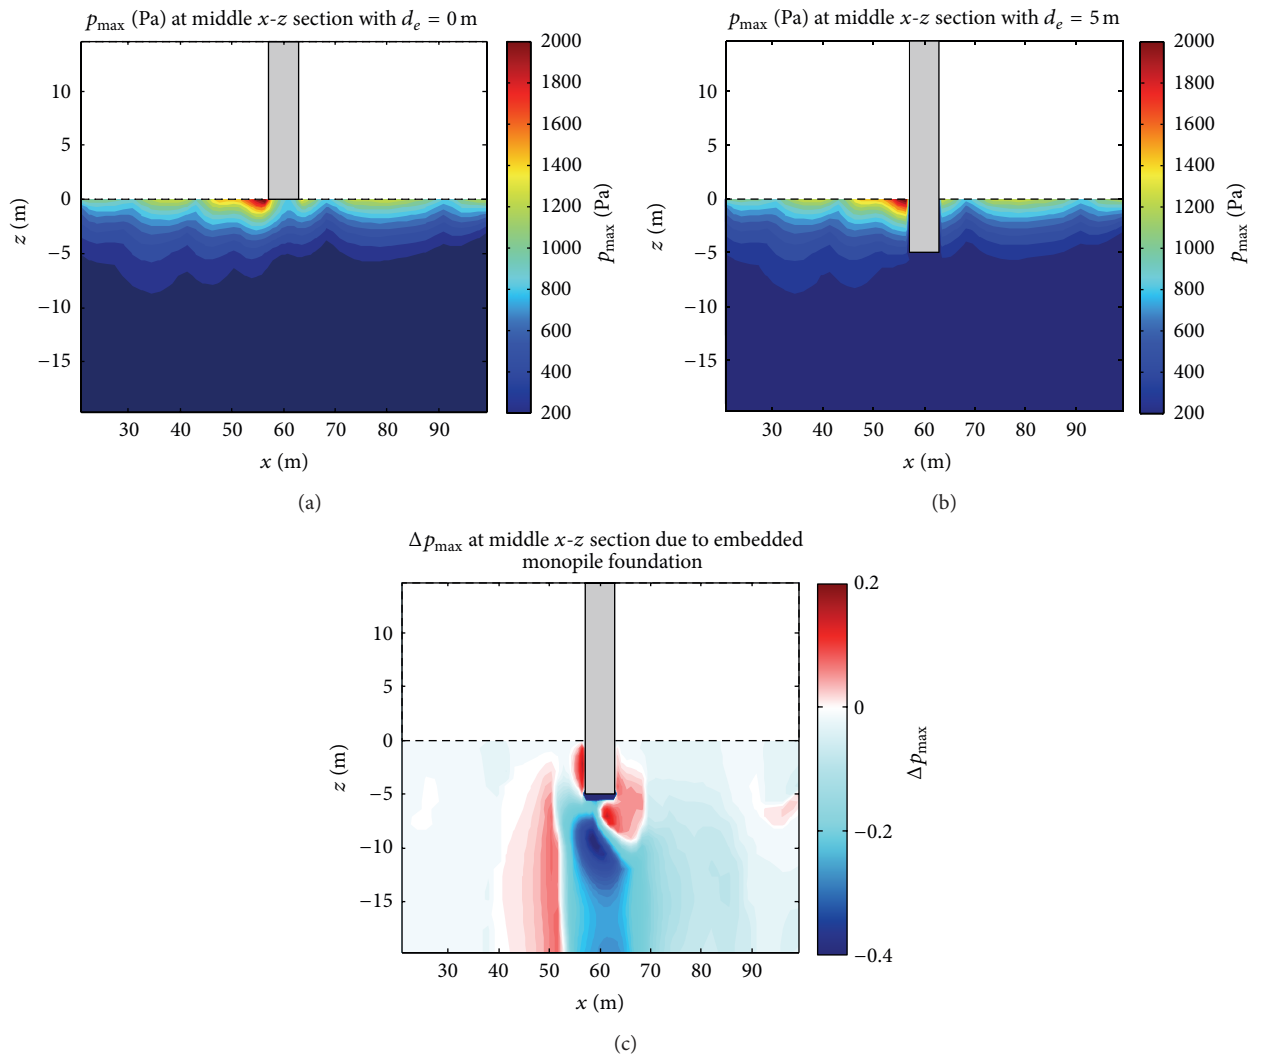 p_max (Pa) at middle x-z section with d_e = 0 m
10
5
0
−5
−10
−15
z (m)
30 40 50 60 70 80 90
x (m)
2000
1800
1600
1400
1200
1000
800
600
400
200
p_max (Pa)
(a)
p_max (Pa) at middle x-z section with d_e = 5 m
10
5
0
−5
−10
−15
z (m)
30 40 50 60 70 80 90
x (m)
2000
1800
1600
1400
1200
1000
800
600
400
200
p_max (Pa)
(b)
Δp_max at middle x-z section due to embedded
monopile foundation
10
5
0
−5
−10
−15
z (m)
30 40 50 60 70 80 90
x (m)
0.2
0
−0.2
−0.4
Δp_max
(c)